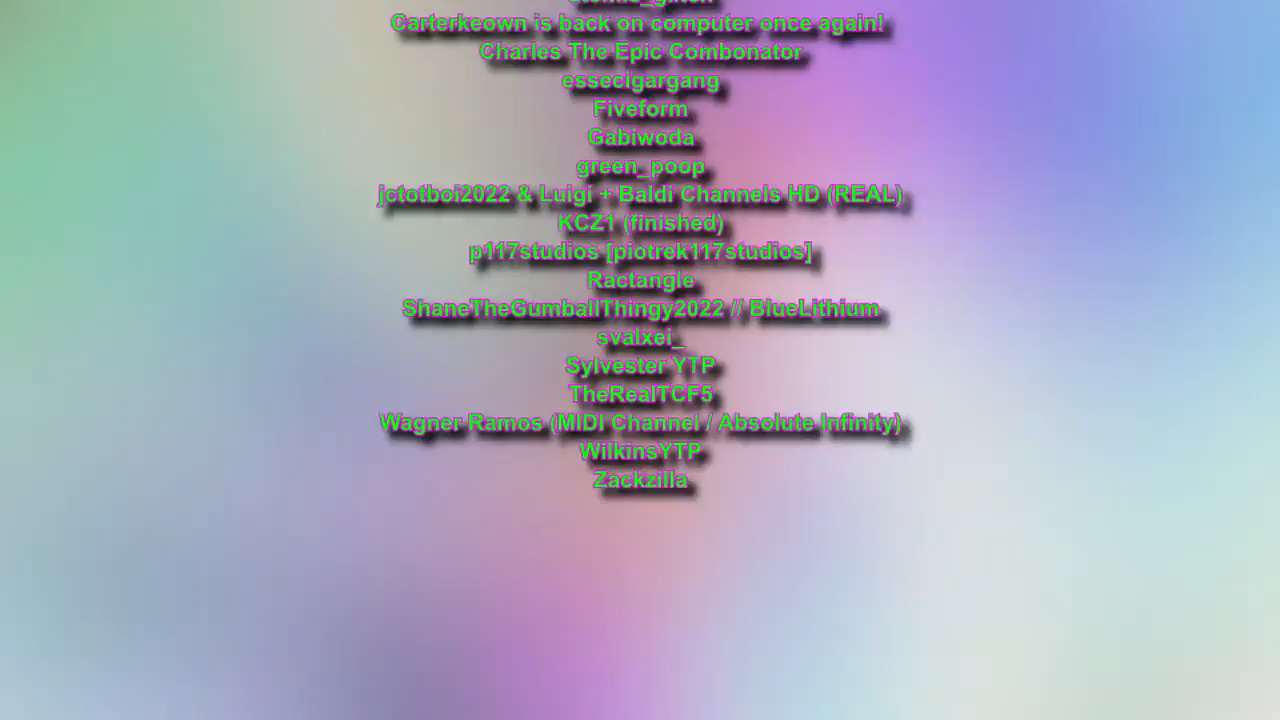 Carterkeown is back on computer once again!
Charles The Epic Combonator
essecigargang
Fiveform
Gabiwoda
green_poop
jctotboi2022 & Luigi + Baldi Channels HD (REAL)
KCZ1 (finished)
p117studios [piotrek117studios]
Ractangle
ShaneTheGumballThingy2022 // BlueLithium
svalxei_
Sylvester YTP
TheRealTCF5
Wagner Ramos (MIDI Channel / Absolute Infinity)
WilkinsYTP
Zackzilla